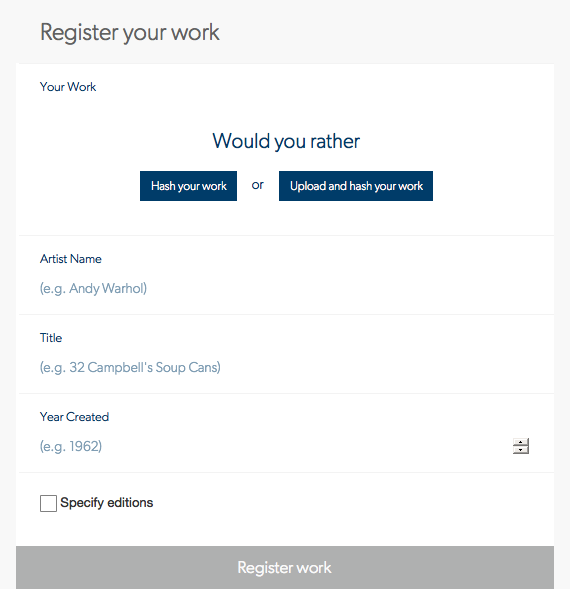 Register your work
Your Work
Would you rather
Hash your work or Upload and hash your work
Artist Name
(e.g. Andy Warhol)
Title
(e.g. 32 Campbell's Soup Cans)
Year Created
(e.g. 1962)
Specify editions
Register work